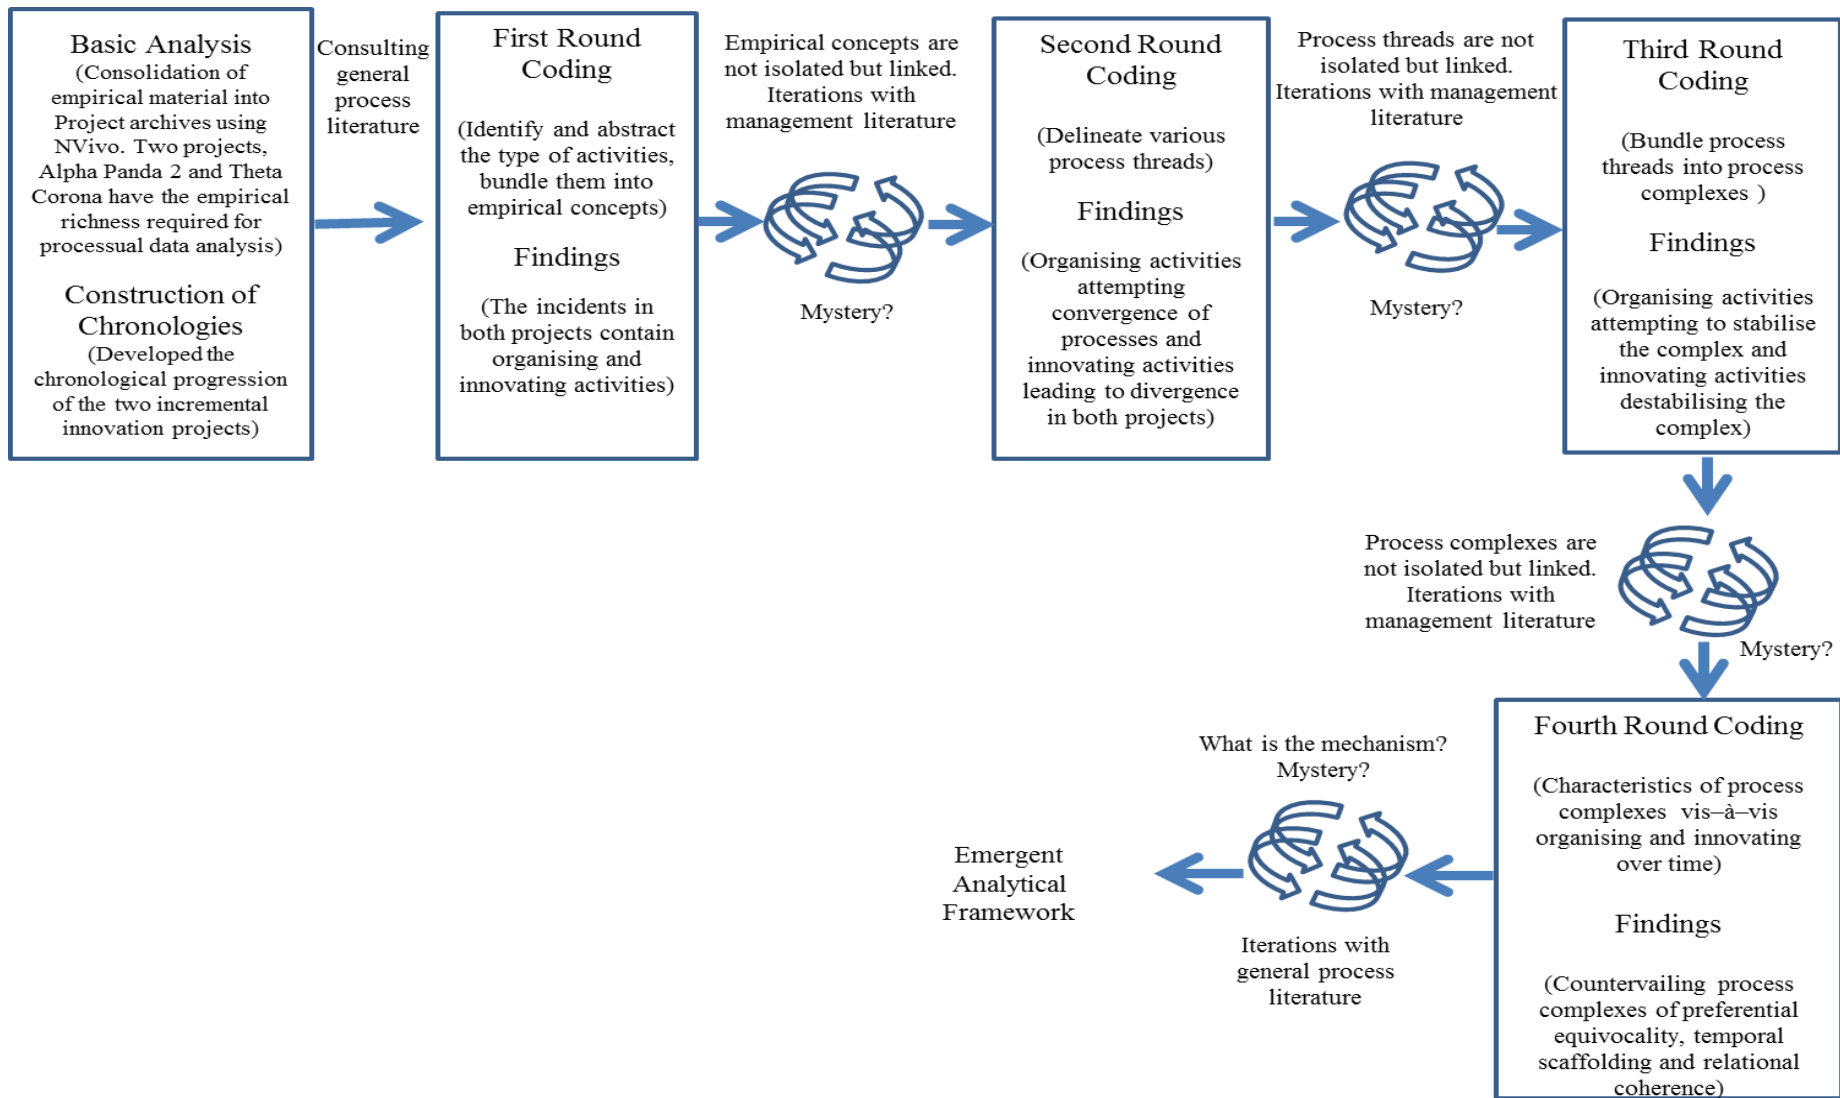 Basic Analysis
(Consolidation of
empirical material into
Project archives using
NVivo. Two projects,
Alpha Panda 2 and Theta
Corona have the empirical
richness required for
processual data analysis)
Construction of
Chronologies
(Developed the
chronological progression
of the two incremental
innovation projects)
Consulting
general
process
literature
First Round
Coding
(Identify and abstract
the type of activities,
bundle them into
empirical concepts)
Findings
(The incidents in
both projects contain
organising and
innovating activities)
Empirical concepts are
not isolated but linked.
Iterations with
management literature
Mystery?
Second Round
Coding
(Delineate various
process threads)
Findings
(Organising activities
attempting
convergence of
processes and
innovating activities
leading to divergence
in both projects)
Process threads are not
isolated but linked.
Iterations with management
literature
Mystery?
Third Round
Coding
(Bundle process
threads into process
complexes )
Findings
(Organising activities
attempting to stabilise
the complex and
innovating activities
destabilising the
complex)
Process complexes are
not isolated but linked.
Iterations with
management literature
Mystery?
Fourth Round Coding
(Characteristics of process
complexes vis–à–vis
organising and innovating
over time)
Findings
(Countervailing process
complexes of preferential
equivocality, temporal
scaffolding and relational
coherence)
What is the mechanism?
Mystery?
Iterations with
general process
literature
Emergent
Analytical
Framework